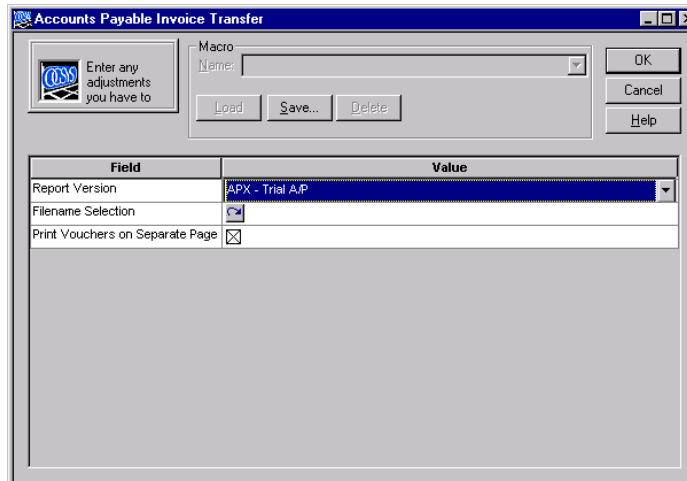 Accounts Payable Invoice Transfer
Enter any
adjustments
you have to
Macro
Name:
Load Save... Delete
OK
Cancel
Help
Field Value
Report Version APX - Trial A/P
Filename Selection
Print Vouchers on Separate Page